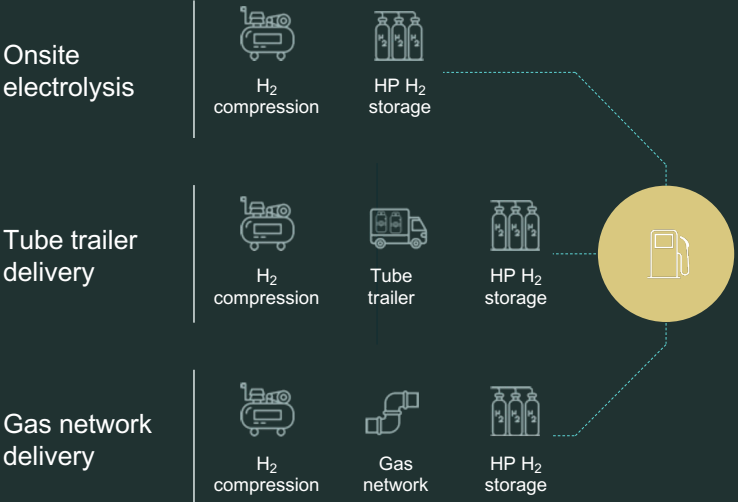 Onsite
electrolysis
H₂
compression
HP H₂
storage
Tube trailer
delivery
H₂
compression
Tube
trailer
HP H₂
storage
Gas network
delivery
H₂
compression
Gas
network
HP H₂
storage